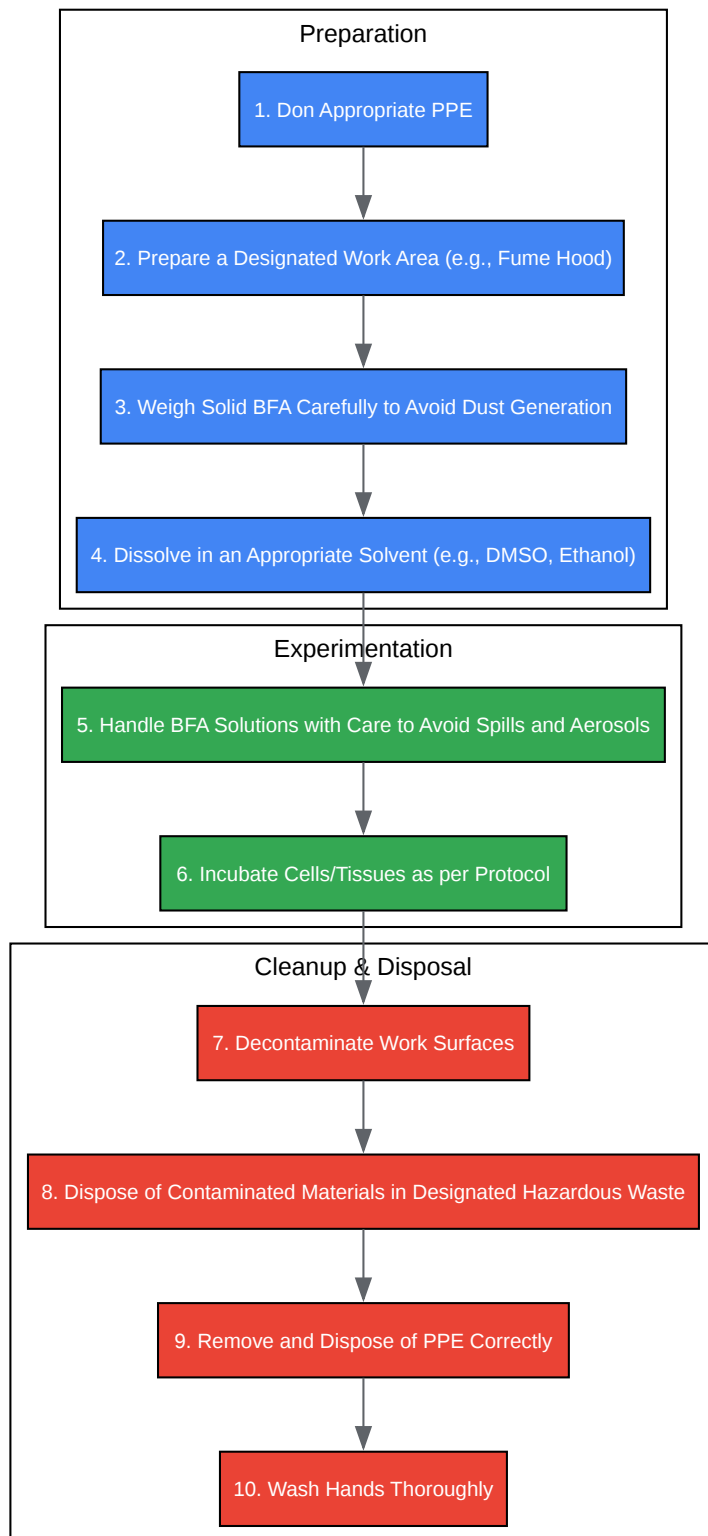 Preparation
1. Don Appropriate PPE
2. Prepare a Designated Work Area (e.g., Fume Hood)
3. Weigh Solid BFA Carefully to Avoid Dust Generation
4. Dissolve in an Appropriate Solvent (e.g., DMSO, Ethanol)
Experimentation
5. Handle BFA Solutions with Care to Avoid Spills and Aerosols
6. Incubate Cells/Tissues as per Protocol
Cleanup & Disposal
7. Decontaminate Work Surfaces
8. Dispose of Contaminated Materials in Designated Hazardous Waste
9. Remove and Dispose of PPE Correctly
10. Wash Hands Thoroughly